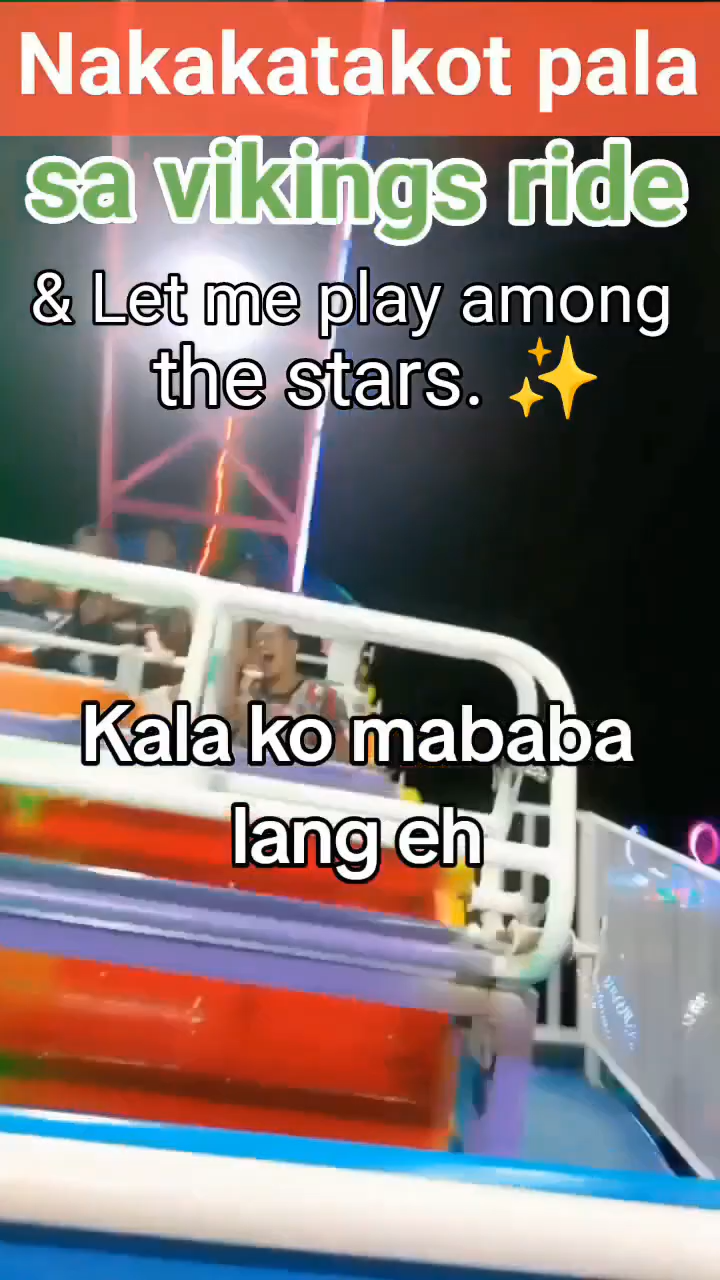 Nakakatakot pala
sa vikings ride
& Let me play among
the stars. ✨
Kala ko mababa
lang eh